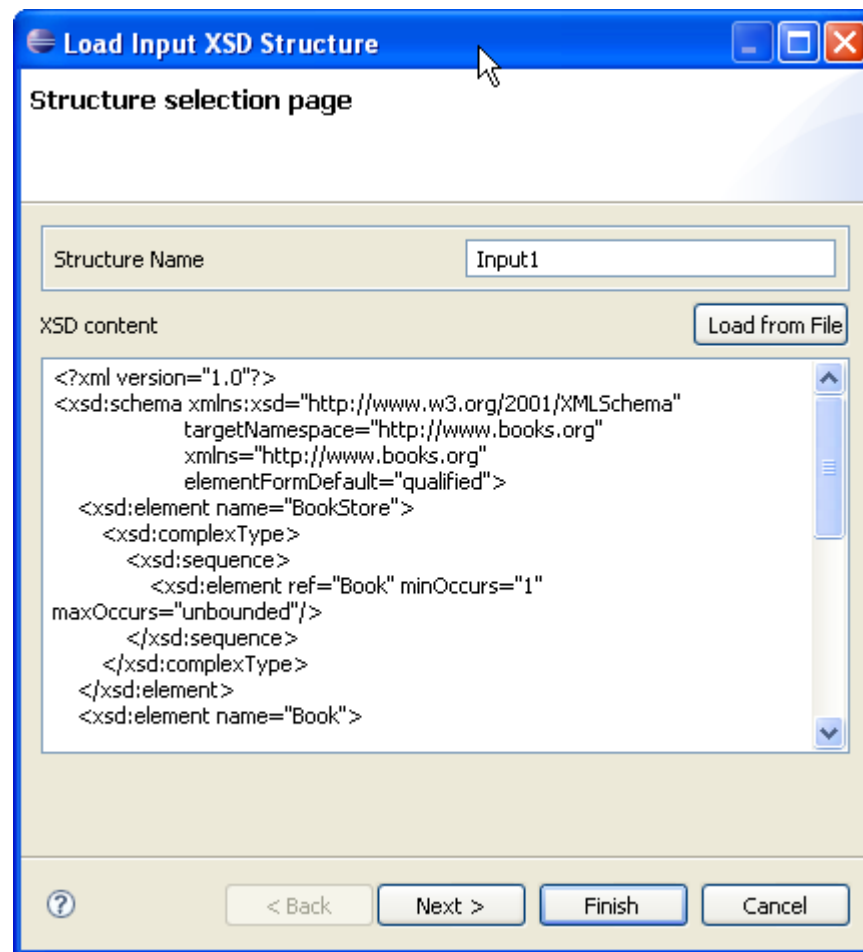 Load Input XSD Structure
Structure selection page
Structure Name
Input1
XSD content
Load from File
<?xml version="1.0"?>
<xsd:schema xmlns:xsd="http://www.w3.org/2001/XMLSchema"
targetNamespace="http://www.books.org"
xmlns="http://www.books.org"
elementFormDefault="qualified">
<xsd:element name="BookStore">
<xsd:complexType>
<xsd:sequence>
<xsd:element ref="Book" minOccurs="1"
maxOccurs="unbounded"/>
</xsd:sequence>
</xsd:complexType>
</xsd:element>
<xsd:element name="Book">
?
< Back
Next >
Finish
Cancel